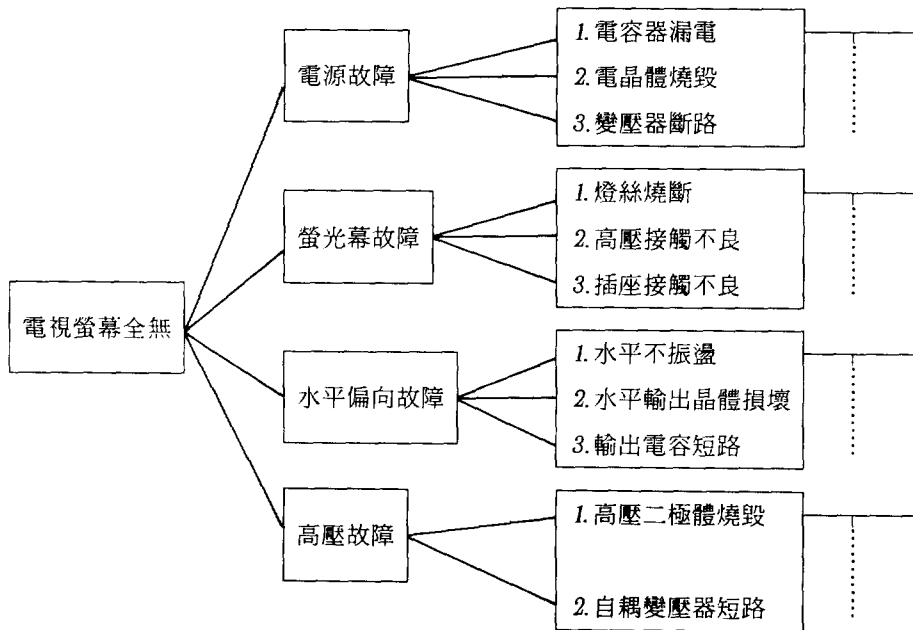 電視螢幕全無
電源故障
1.電容器漏電
2.電晶體燒毀
3.變壓器斷路
螢光幕故障
1.燈絲燒斷
2.高壓接觸不良
3.插座接觸不良
水平偏向故障
1.水平不振盪
2.水平輸出晶體損壞
3.輸出電容短路
高壓故障
1.高壓二極體燒毀
2.自耦變壓器短路